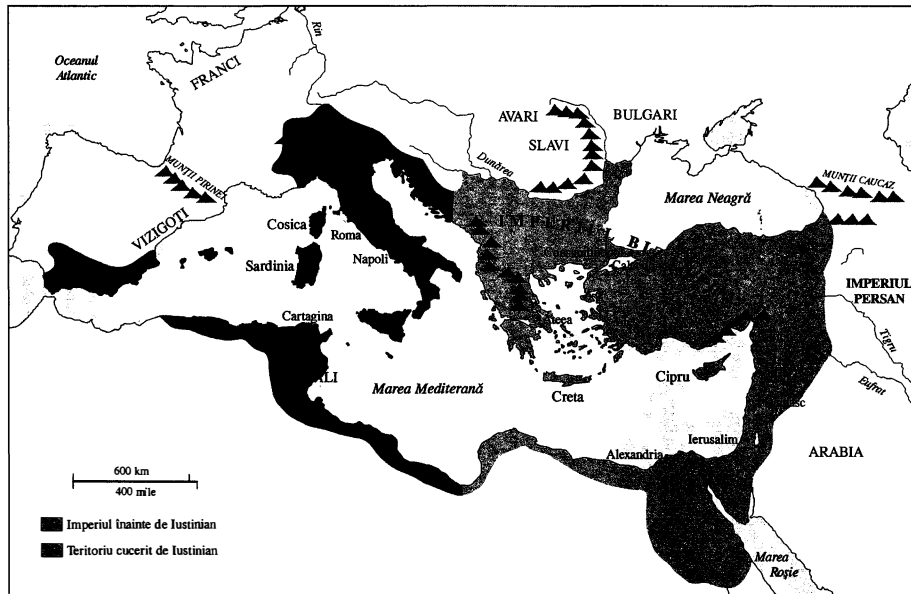 Oceanul
Atlantic
Rin
FRANCI
AVARI
SLAVI
BULGARI
Dunărea
MUNȚII PIRINEI
VIZIGOȚI
MUNȚII CAUCAZ
Marea Neagră
IMPERIUL
Cosica
Roma
Sardinia
Napoli
IMPERIUL
PERSAN
Cartagina
Tigru
Eufrat
Marea Mediterană
Creta
Cipru
Ierusalim
Alexandria
ARABIA
600 km
400 mile
Imperiul înainte de Iustinian
Teritoriu cucerit de Iustinian
Marea
Roșie